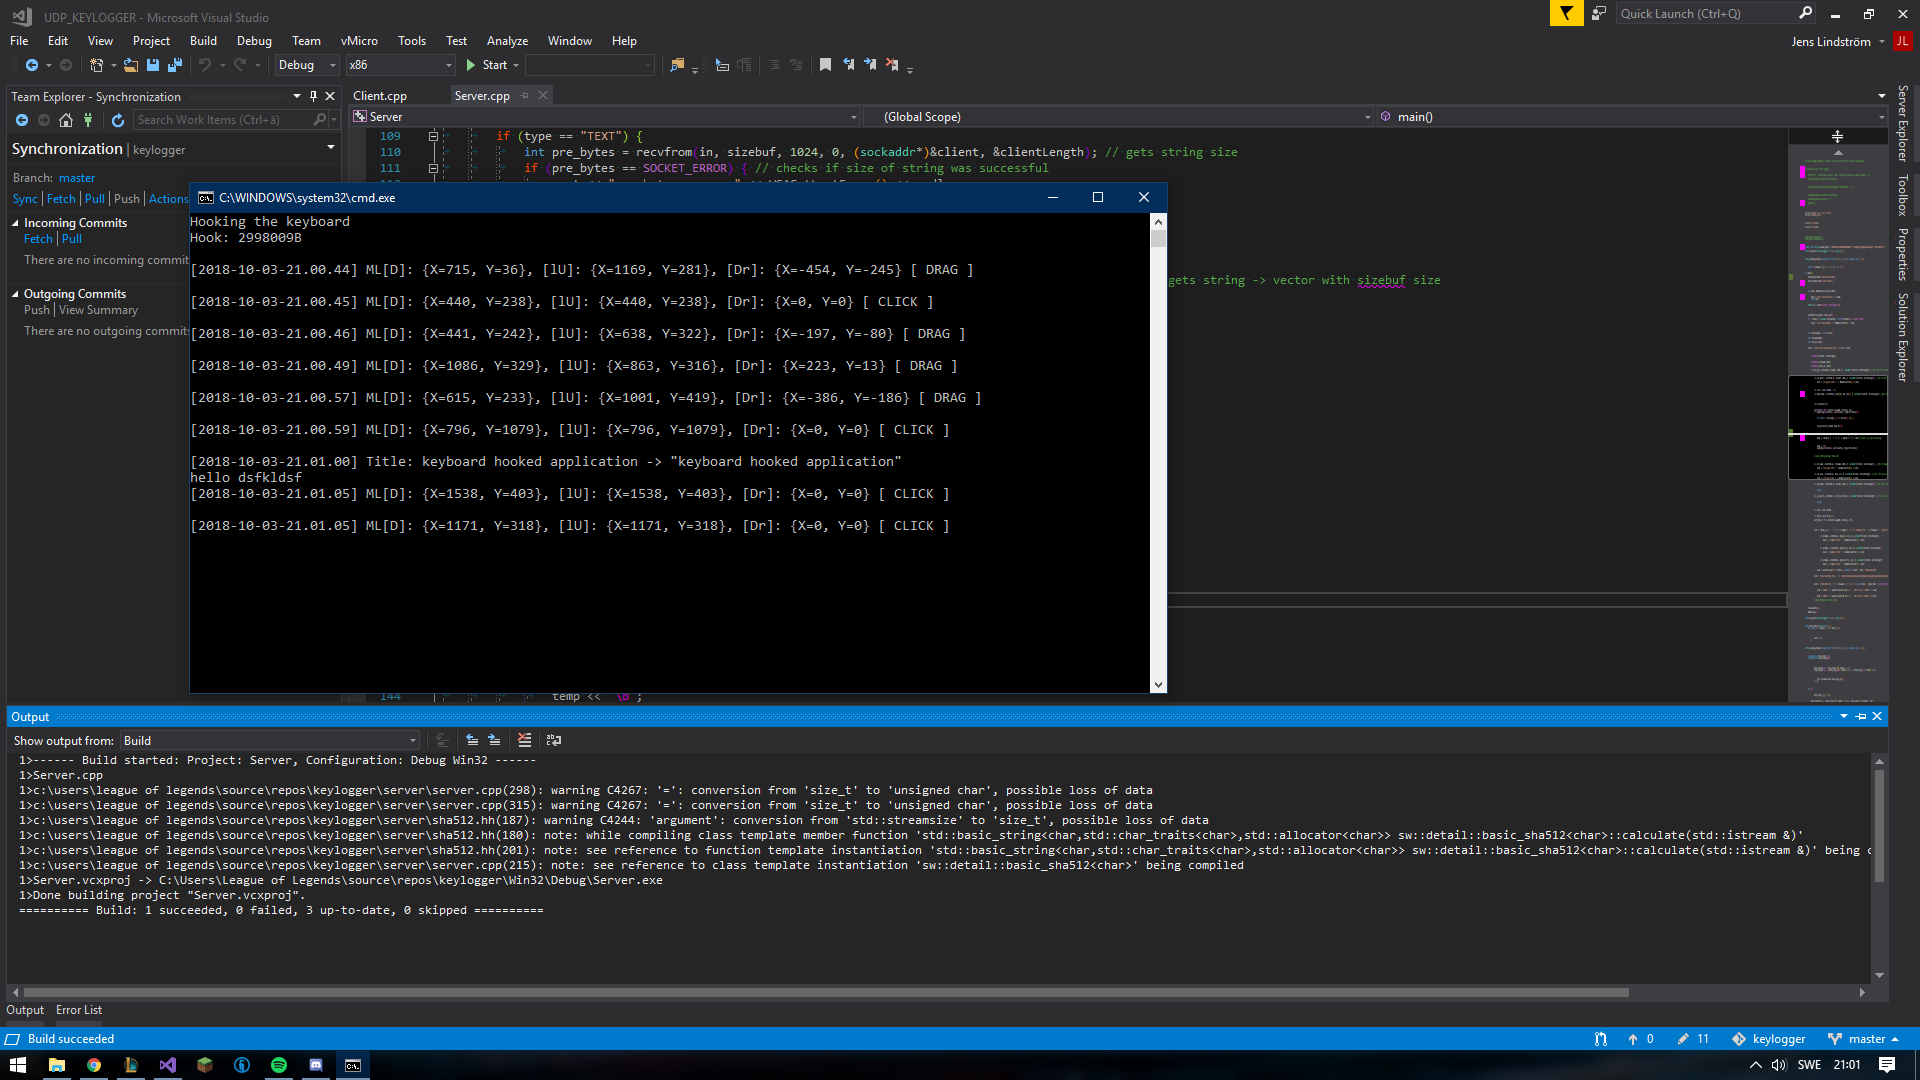 UDP_KEYLOGGER - Microsoft Visual Studio
Quick Launch (Ctrl+Q)
File Edit View Project Build Debug Team vMicro Tools Test Analyze Window Help
Jens Lindström JL
Debug x86 Start
Team Explorer - Synchronization
Search Work Items (Ctrl+ä)
Synchronization | keylogger
Branch: master
Sync | Fetch | Pull | Push | Actions
Incoming Commits
Fetch | Pull
There are no incoming commit
Outgoing Commits
Push | View Summary
There are no outgoing commits
Client.cpp Server.cpp
Server (Global Scope) main()
109 if (type == "TEXT") {
110 int pre_bytes = recvfrom(in, sizebuf, 1024, 0, (sockaddr*)&client, &clientLength); // gets string size
111 if (pre_bytes == SOCKET_ERROR) { // checks if size of string was successful
gets string -> vector with sizebuf size
144 temp << "\b";
C:\WINDOWS\system32\cmd.exe
Hooking the keyboard
Hook: 2998009B
[2018-10-03-21.00.44] ML[D]: {X=715, Y=36}, [lU]: {X=1169, Y=281}, [Dr]: {X=-454, Y=-245} [ DRAG ]
[2018-10-03-21.00.45] ML[D]: {X=440, Y=238}, [lU]: {X=440, Y=238}, [Dr]: {X=0, Y=0} [ CLICK ]
[2018-10-03-21.00.46] ML[D]: {X=441, Y=242}, [lU]: {X=638, Y=322}, [Dr]: {X=-197, Y=-80} [ DRAG ]
[2018-10-03-21.00.49] ML[D]: {X=1086, Y=329}, [lU]: {X=863, Y=316}, [Dr]: {X=223, Y=13} [ DRAG ]
[2018-10-03-21.00.57] ML[D]: {X=615, Y=233}, [lU]: {X=1001, Y=419}, [Dr]: {X=-386, Y=-186} [ DRAG ]
[2018-10-03-21.00.59] ML[D]: {X=796, Y=1079}, [lU]: {X=796, Y=1079}, [Dr]: {X=0, Y=0} [ CLICK ]
[2018-10-03-21.01.00] Title: keyboard hooked application -> "keyboard hooked application"
hello dsfkldsf
[2018-10-03-21.01.05] ML[D]: {X=1538, Y=403}, [lU]: {X=1538, Y=403}, [Dr]: {X=0, Y=0} [ CLICK ]
[2018-10-03-21.01.05] ML[D]: {X=1171, Y=318}, [lU]: {X=1171, Y=318}, [Dr]: {X=0, Y=0} [ CLICK ]
Server Explorer
Toolbox
Properties
Solution Explorer
Output
Show output from: Build
1>------ Build started: Project: Server, Configuration: Debug Win32 ------
1>Server.cpp
1>c:\users\league of legends\source\repos\keylogger\server\server.cpp(298): warning C4267: '=': conversion from 'size_t' to 'unsigned char', possible loss of data
1>c:\users\league of legends\source\repos\keylogger\server\server.cpp(315): warning C4267: '=': conversion from 'size_t' to 'unsigned char', possible loss of data
1>c:\users\league of legends\source\repos\keylogger\server\sha512.hh(187): warning C4244: 'argument': conversion from 'std::streamsize' to 'size_t', possible loss of data
1>c:\users\league of legends\source\repos\keylogger\server\sha512.hh(180): note: while compiling class template member function 'std::basic_string<char,std::char_traits<char>,std::allocator<char>> sw::detail::basic_sha512<char>::calculate(std::istream &)'
1>c:\users\league of legends\source\repos\keylogger\server\sha512.hh(201): note: see reference to function template instantiation 'std::basic_string<char,std::char_traits<char>,std::allocator<char>> sw::detail::basic_sha512<char>::calculate(std::istream &)' being c
1>c:\users\league of legends\source\repos\keylogger\server\server.cpp(215): note: see reference to class template instantiation 'sw::detail::basic_sha512<char>' being compiled
1>Server.vcxproj -> C:\Users\League of Legends\source\repos\keylogger\Win32\Debug\Server.exe
1>Done building project "Server.vcxproj".
========== Build: 1 succeeded, 0 failed, 3 up-to-date, 0 skipped ==========
Output Error List
Build succeeded 0 11 keylogger master
SWE 21:01